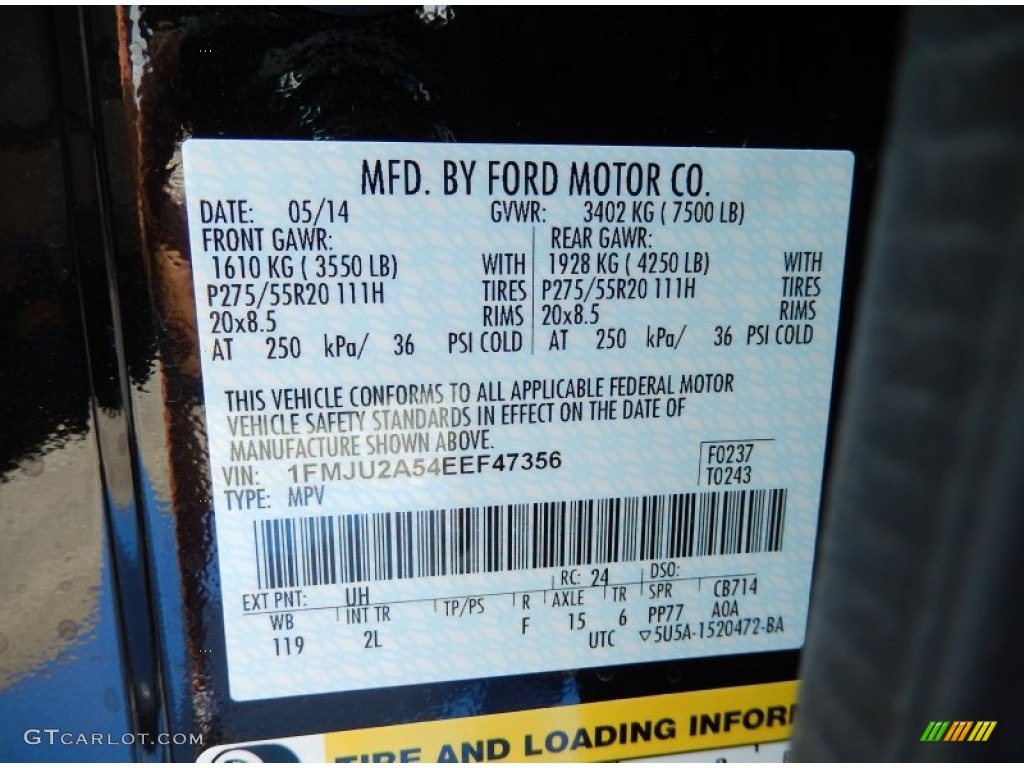 MFD. BY FORD MOTOR CO.
DATE: 05/14 GVWR: 3402 KG ( 7500 LB)
FRONT GAWR: REAR GAWR:
1610 KG ( 3550 LB) WITH 1928 KG ( 4250 LB) WITH
P275/55R20 111H TIRES P275/55R20 111H TIRES
20x8.5 RIMS 20x8.5 RIMS
AT 250 kPa/ 36 PSI COLD AT 250 kPa/ 36 PSI COLD
THIS VEHICLE CONFORMS TO ALL APPLICABLE FEDERAL MOTOR
VEHICLE SAFETY STANDARDS IN EFFECT ON THE DATE OF
MANUFACTURE SHOWN ABOVE.
VIN: 1FMJU2A54EEF47356 F0237
TYPE: MPV T0243
EXT PNT: UH RC: 24 DSO:
WB INT TR TP/PS R AXLE TR SPR CB714
119 2L F 15 6 PP77 A0A
UTC ▽5U5A-1520472-BA
TIRE AND LOADING INFOR
GTCARLOT.COM